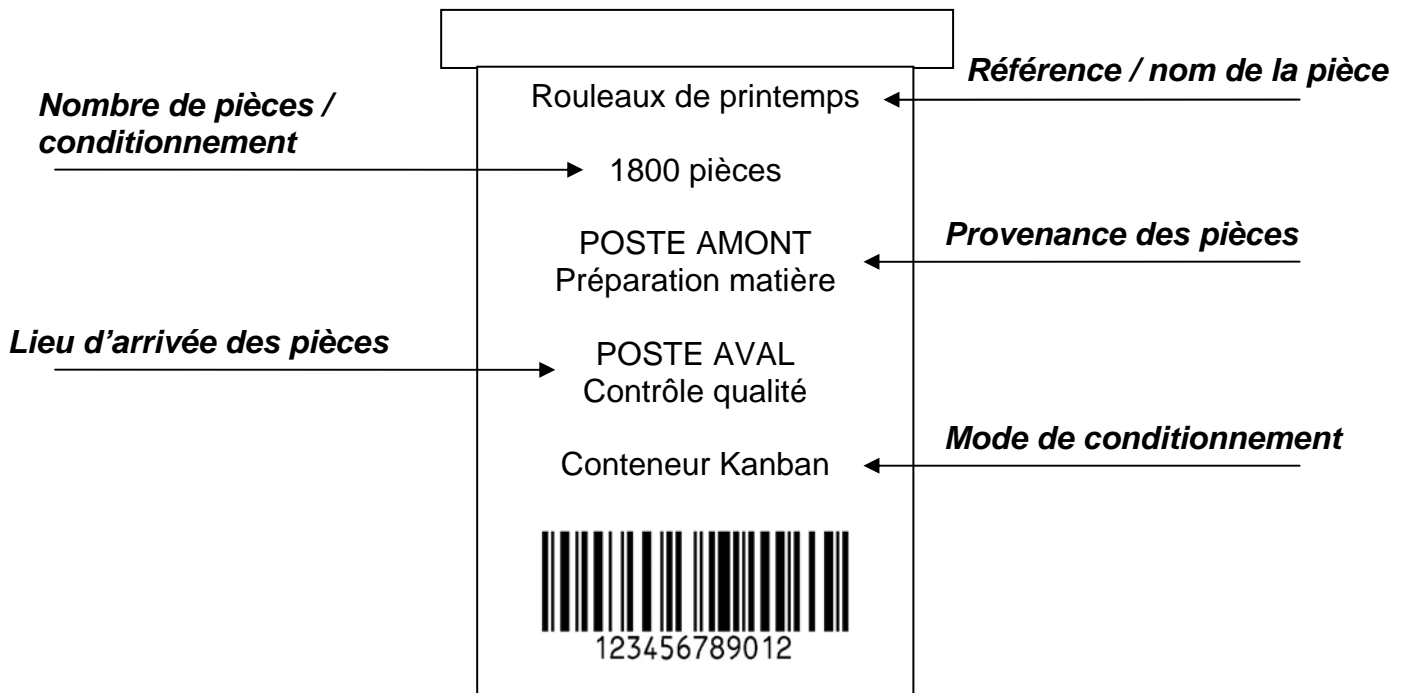 Référence / nom de la pièce
Rouleaux de printemps
Nombre de pièces /
conditionnement
1800 pièces
POSTE AMONT
Préparation matière
Provenance des pièces
Lieu d'arrivée des pièces
POSTE AVAL
Contrôle qualité
Mode de conditionnement
Conteneur Kanban
123456789012